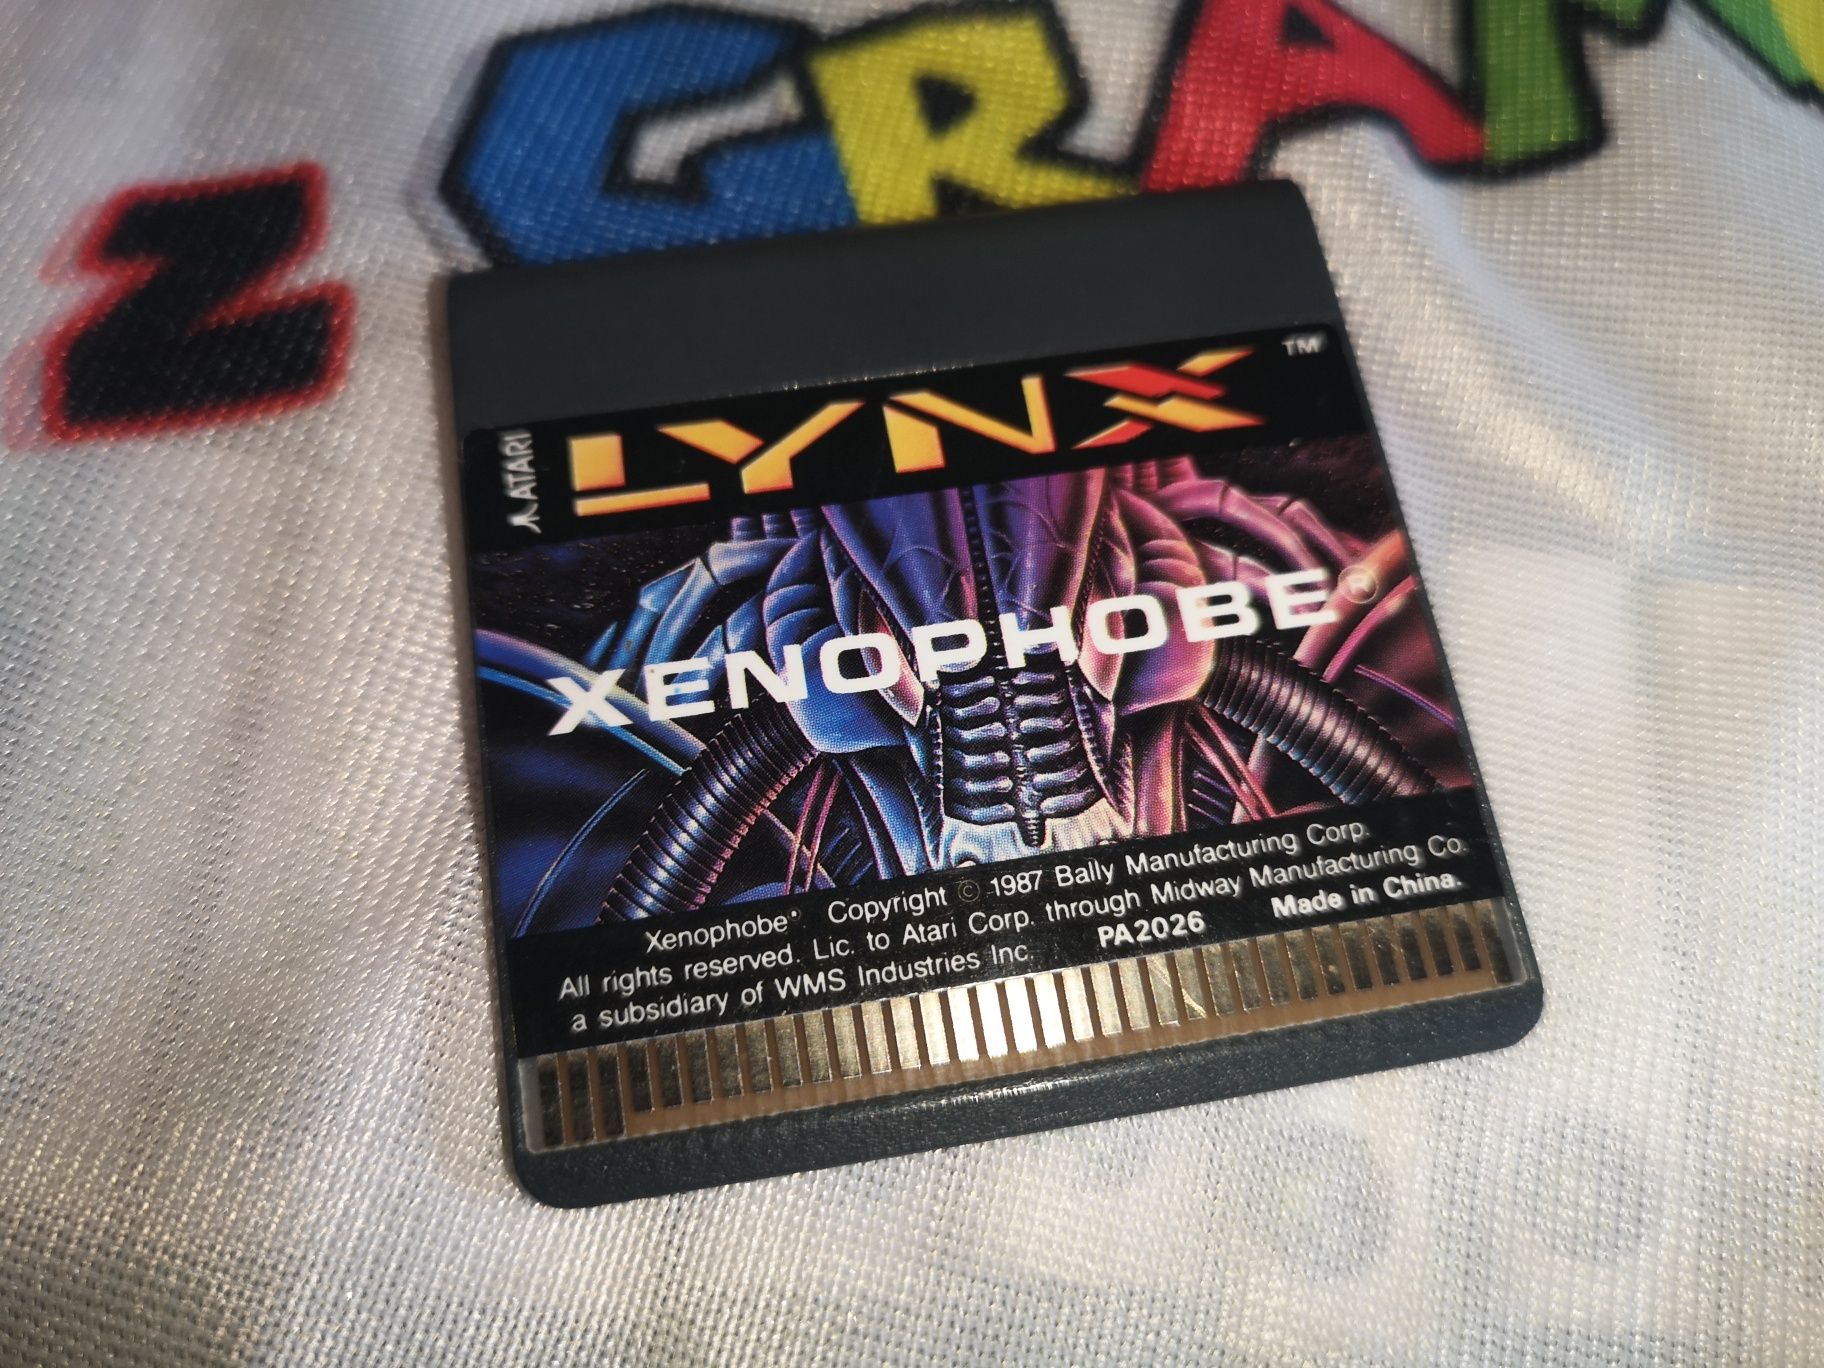 Z GRAM
ATARI
LYNX™
XENOPHOBE®
Xenophobe® Copyright © 1987 Bally Manufacturing Corp.
All rights reserved. Lic. to Atari Corp. through Midway Manufacturing Co.
a subsidiary of WMS Industries Inc. PA2026 Made in China.